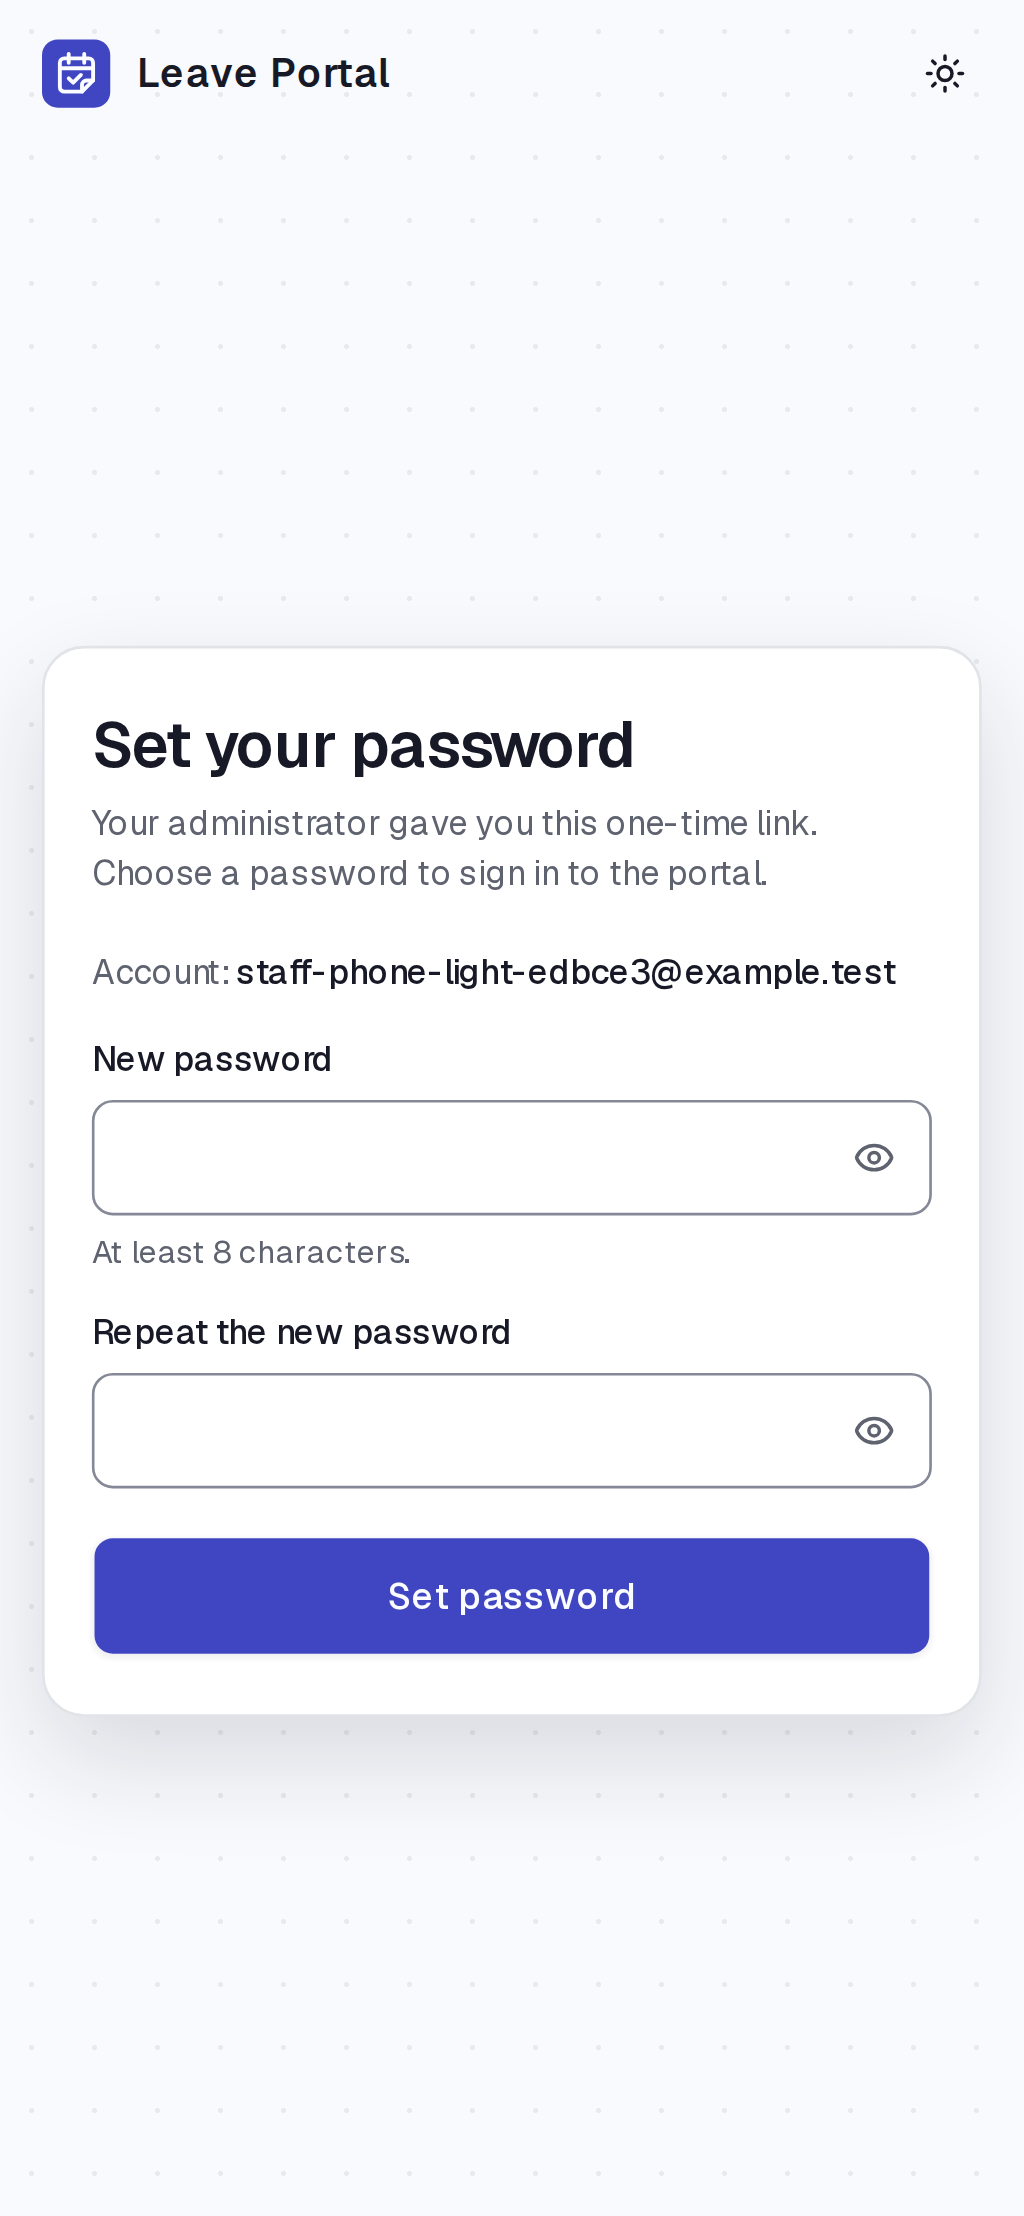 Leave Portal
Set your password
Your administrator gave you this one-time link.
Choose a password to sign in to the portal.
Account: staff-phone-light-edbce3@example.test
New password
At least 8 characters.
Repeat the new password
Set password